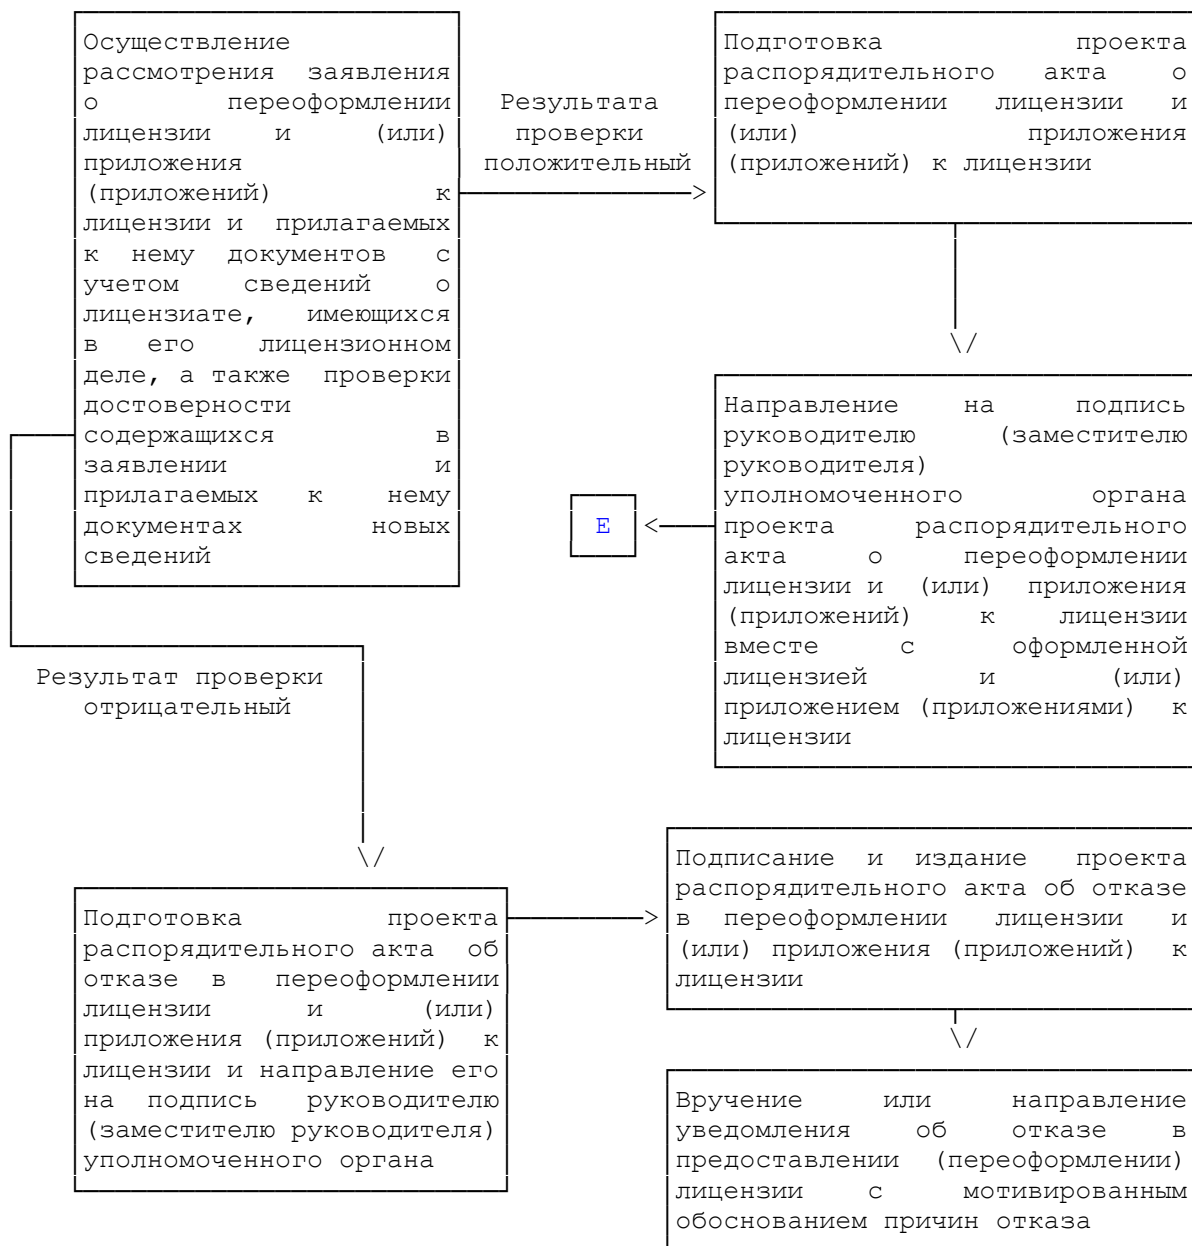 Осуществление
рассмотрения заявления
о переоформлении
лицензии и (или)
приложения
(приложений) к
лицензии и прилагаемых
к нему документов с
учетом сведений о
лицензиате, имеющихся
в его лицензионном
деле, а также проверки
достоверности
содержащихся в
заявлении и
прилагаемых к нему
документах новых
сведений
Результата
проверки
положительный
Подготовка проекта
распорядительного акта о
переоформлении лицензии и
(или) приложения
(приложений) к лицензии
Направление на подпись
руководителю (заместителю
руководителя)
уполномоченного органа
проекта распорядительного
акта о переоформлении
лицензии и (или) приложения
(приложений) к лицензии
вместе с оформленной
лицензией и (или)
приложением (приложениями) к
лицензии
Е
Результат проверки
отрицательный
Подготовка проекта
распорядительного акта об
отказе в переоформлении
лицензии и (или)
приложения (приложений) к
лицензии и направление его
на подпись руководителю
(заместителю руководителя)
уполномоченного органа
Подписание и издание проекта
распорядительного акта об отказе
в переоформлении лицензии и
(или) приложения (приложений) к
лицензии
Вручение или направление
уведомления об отказе в
предоставлении (переоформлении)
лицензии с мотивированным
обоснованием причин отказа